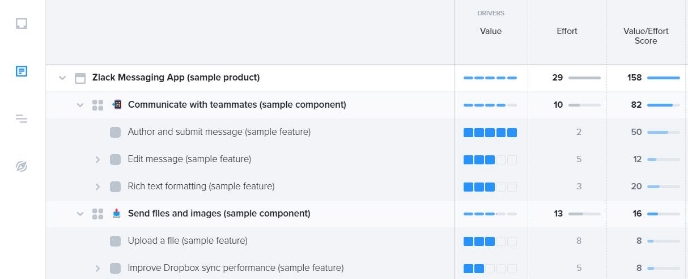 DRIVERS
Value Effort Value/Effort
Score
Zlack Messaging App (sample product) 29 158
Communicate with teammates (sample component) 10 82
Author and submit message (sample feature) 2 50
Edit message (sample feature) 5 12
Rich text formatting (sample feature) 3 20
Send files and images (sample component) 13 16
Upload a file (sample feature) 8 8
Improve Dropbox sync performance (sample feature) 5 8